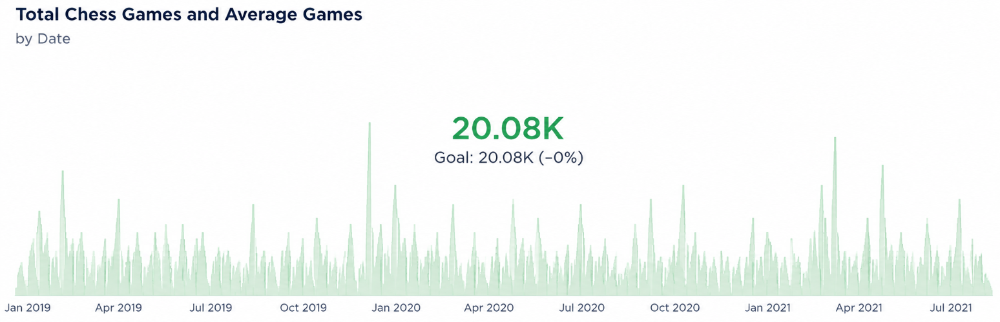 Total Chess Games and Average Games
by Date
20.08K
Goal: 20.08K (−0%)
Jan 2019 Apr 2019 Jul 2019 Oct 2019 Jan 2020 Apr 2020 Jul 2020 Oct 2020 Jan 2021 Apr 2021 Jul 2021